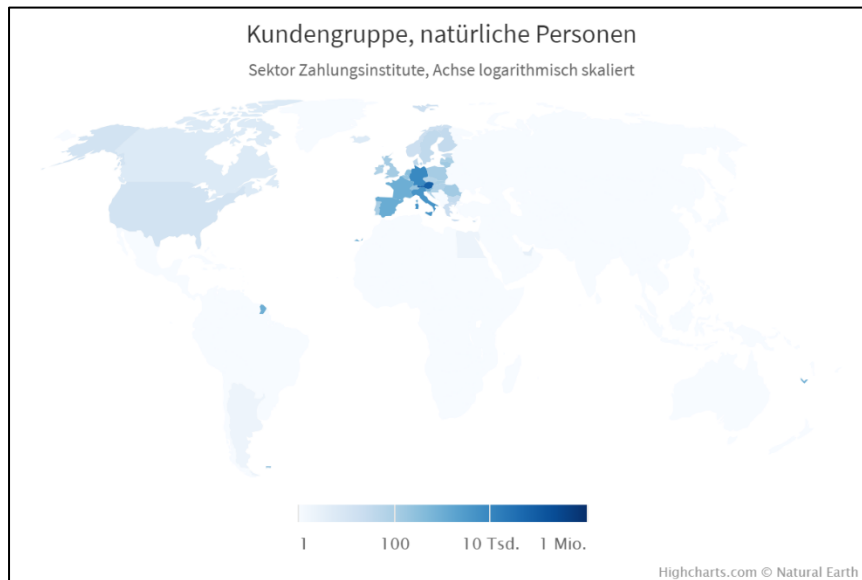 Kundengruppe, natürliche Personen
Sektor Zahlungsinstitute, Achse logarithmisch skaliert
1 100 10 Tsd. 1 Mio.
Highcharts.com © Natural Earth